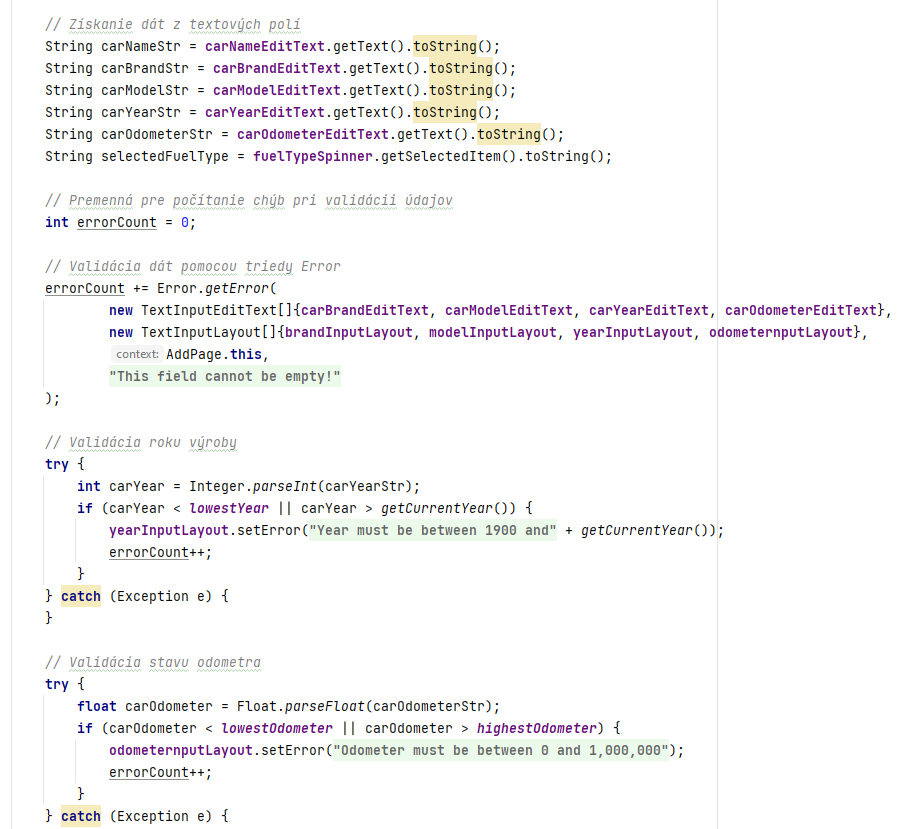 // Získanie dát z textových polí
String carNameStr = carNameEditText.getText().toString();
String carBrandStr = carBrandEditText.getText().toString();
String carModelStr = carModelEditText.getText().toString();
String carYearStr = carYearEditText.getText().toString();
String carOdometerStr = carOdometerEditText.getText().toString();
String selectedFuelType = fuelTypeSpinner.getSelectedItem().toString();
// Premenná pre počítanie chýb pri validácii údajov
int errorCount = 0;
// Validácia dát pomocou triedy Error
errorCount += Error.getError(
new TextInputEditText[]{carBrandEditText, carModelEditText, carYearEditText, carOdometerEditText},
new TextInputLayout[]{brandInputLayout, modelInputLayout, yearInputLayout, odometernputLayout},
context: AddPage.this,
"This field cannot be empty!"
);
// Validácia roku výroby
try {
int carYear = Integer.parseInt(carYearStr);
if (carYear < lowestYear || carYear > getCurrentYear()) {
yearInputLayout.setError("Year must be between 1900 and" + getCurrentYear());
errorCount++;
}
} catch (Exception e) {
}
// Validácia stavu odometra
try {
float carOdometer = Float.parseFloat(carOdometerStr);
if (carOdometer < lowestOdometer || carOdometer > highestOdometer) {
odometernputLayout.setError("Odometer must be between 0 and 1,000,000");
errorCount++;
}
} catch (Exception e) {